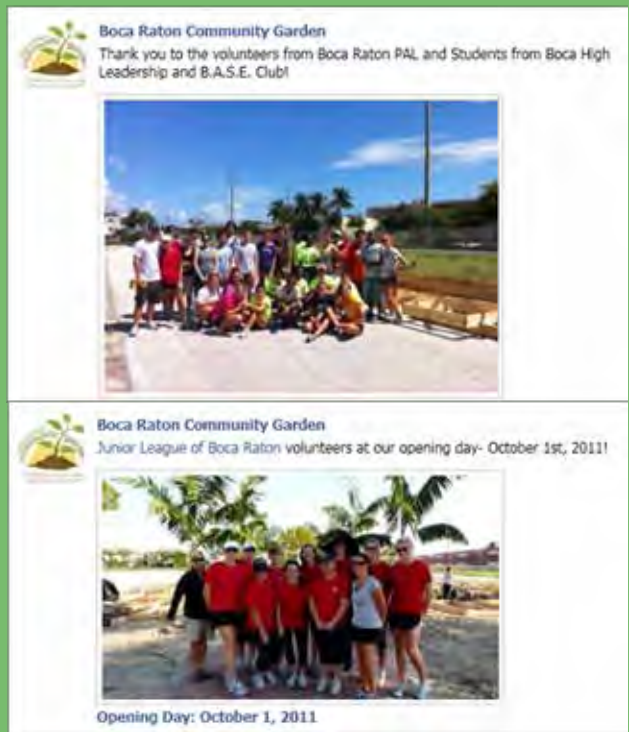 Boca Raton Community Garden
Thank you to the volunteers from Boca Raton PAL and Students from Boca High
Leadership and B.A.S.E. Club!
Boca Raton Community Garden
Junior League of Boca Raton volunteers at our opening day- October 1st, 2011!
Opening Day: October 1, 2011